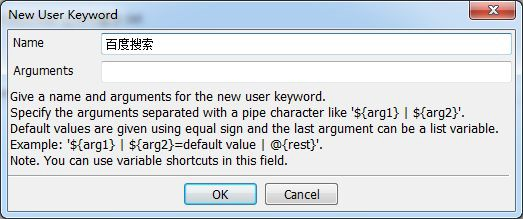 New User Keyword
Name
百度搜索
Arguments
Give a name and arguments for the new user keyword.
Specify the arguments separated with a pipe character like '${arg1} | ${arg2}'.
Default values are given using equal sign and the last argument can be a list variable.
Example: '${arg1} | ${arg2}=default value | @{rest}'.
Note. You can use variable shortcuts in this field.
OK
Cancel